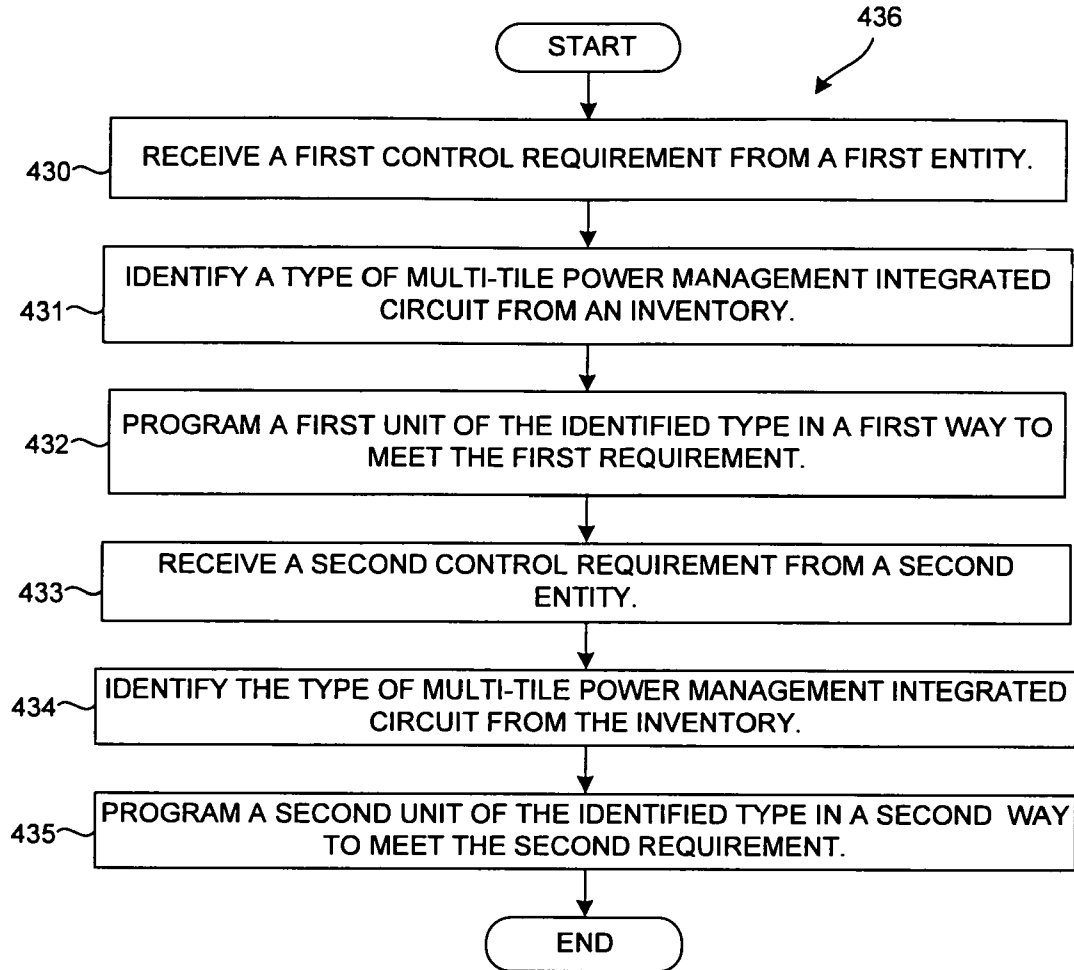 436
START
430
RECEIVE A FIRST CONTROL REQUIREMENT FROM A FIRST ENTITY.
431
IDENTIFY A TYPE OF MULTI-TILE POWER MANAGEMENT INTEGRATED
CIRCUIT FROM AN INVENTORY.
432
PROGRAM A FIRST UNIT OF THE IDENTIFIED TYPE IN A FIRST WAY TO
MEET THE FIRST REQUIREMENT.
433
RECEIVE A SECOND CONTROL REQUIREMENT FROM A SECOND
ENTITY.
434
IDENTIFY THE TYPE OF MULTI-TILE POWER MANAGEMENT INTEGRATED
CIRCUIT FROM THE INVENTORY.
435
PROGRAM A SECOND UNIT OF THE IDENTIFIED TYPE IN A SECOND WAY
TO MEET THE SECOND REQUIREMENT.
END